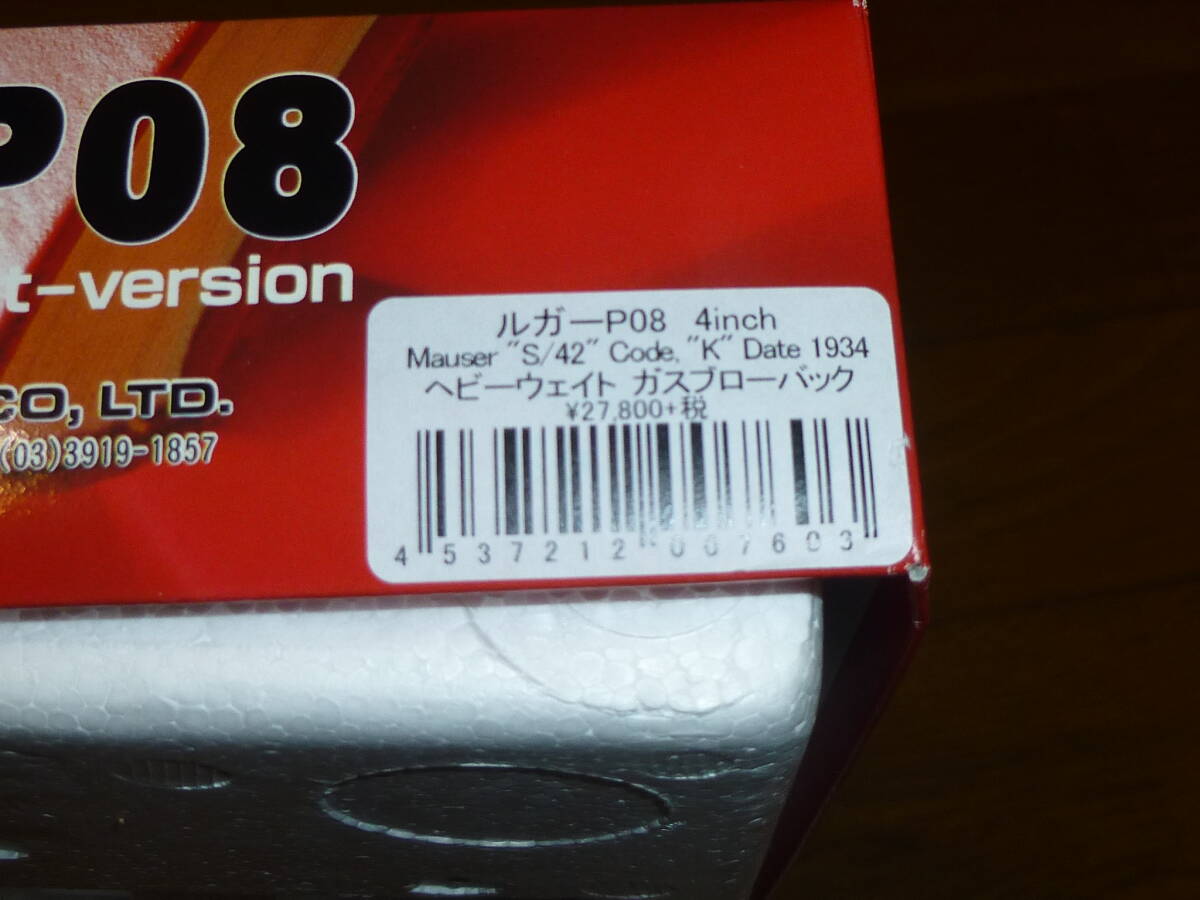 P08
t-version
CO, LTD.
(03)3919-1857
ルガーP08 4inch
Mauser "S/42" Code, "K" Date 1934
ヘビーウェイト ガスブローバック
¥27,800+税
4 537212 007603